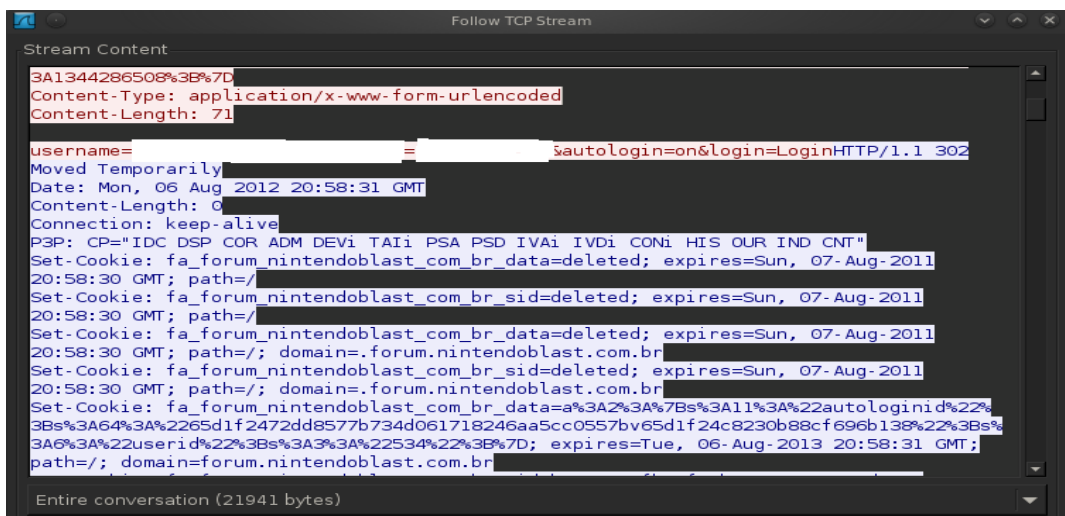 Follow TCP Stream
Stream Content
3A1344286508%3B%7D
Content-Type: application/x-www-form-urlencoded
Content-Length: 71
username= = &autologin=on&login=LoginHTTP/1.1 302
Moved Temporarily
Date: Mon, 06 Aug 2012 20:58:31 GMT
Content-Length: 0
Connection: keep-alive
P3P: CP="IDC DSP COR ADM DEVi TAIi PSA PSD IVAi IVDi CONi HIS OUR IND CNT"
Set-Cookie: fa_forum_nintendoblast_com_br_data=deleted; expires=Sun, 07-Aug-2011
20:58:30 GMT; path=/
Set-Cookie: fa_forum_nintendoblast_com_br_sid=deleted; expires=Sun, 07-Aug-2011
20:58:30 GMT; path=/
Set-Cookie: fa_forum_nintendoblast_com_br_data=deleted; expires=Sun, 07-Aug-2011
20:58:30 GMT; path=/; domain=.forum.nintendoblast.com.br
Set-Cookie: fa_forum_nintendoblast_com_br_sid=deleted; expires=Sun, 07-Aug-2011
20:58:30 GMT; path=/; domain=.forum.nintendoblast.com.br
Set-Cookie: fa_forum_nintendoblast_com_br_data=a%3A2%3A%7Bs%3A11%3A%22autologinid%22%
3Bs%3A64%3A%2265d1f2472dd8577b734d061718246aa5cc0557bv65d1f24c8230b88cf696b138%22%3Bs%
3A6%3A%22userid%22%3Bs%3A3%3A%22534%22%3B%7D; expires=Tue, 06-Aug-2013 20:58:31 GMT;
path=/; domain=forum.nintendoblast.com.br
Entire conversation (21941 bytes)